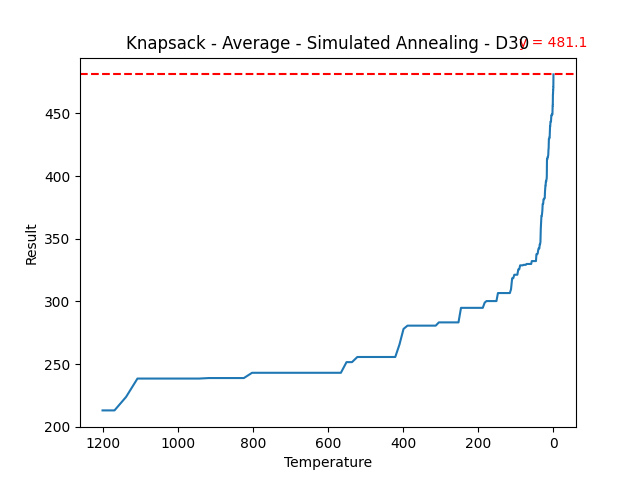 Knapsack - Average - Simulated Annealing - D30
y = 481.1
Result
450
400
350
300
250
200
1200 1000 800 600 400 200 0
Temperature